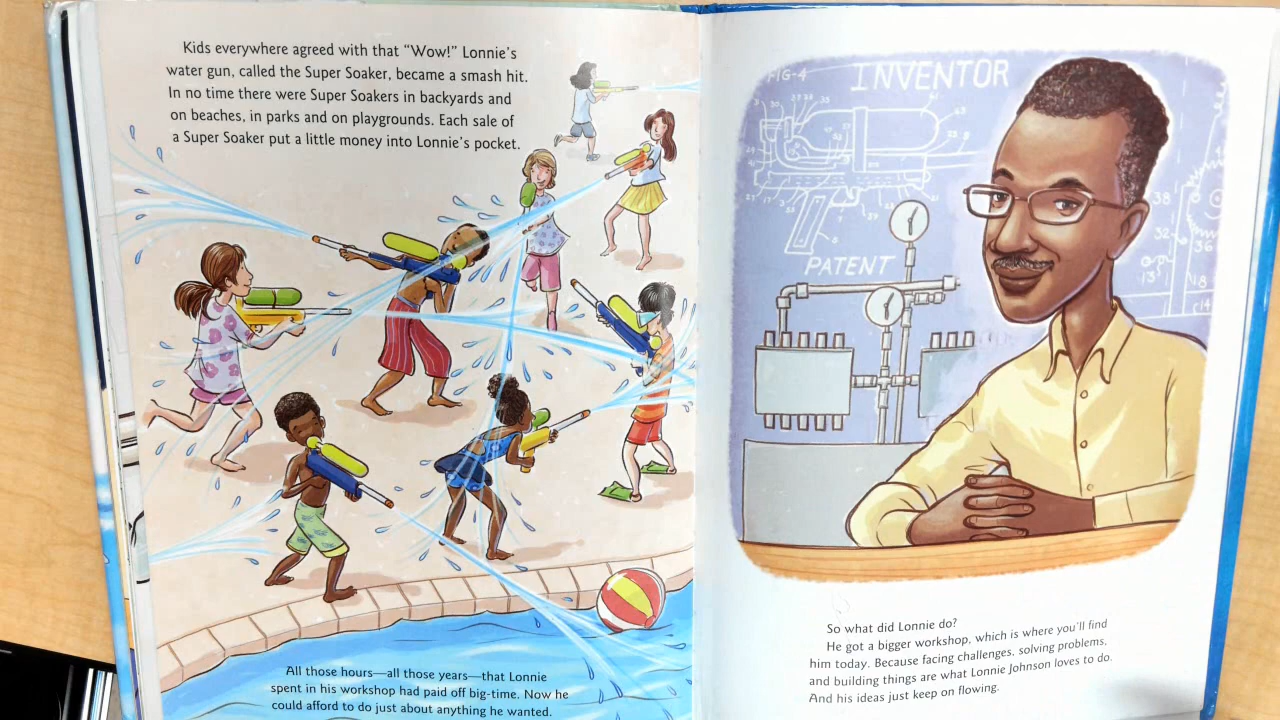 Kids everywhere agreed with that “Wow!” Lonnie’s
water gun, called the Super Soaker, became a smash hit.
In no time there were Super Soakers in backyards and
on beaches, in parks and on playgrounds. Each sale of
a Super Soaker put a little money into Lonnie’s pocket.
All those hours—all those years—that Lonnie
spent in his workshop had paid off big-time. Now he
could afford to do just about anything he wanted.
FIG-4
INVENTOR
PATENT
38
32
36
13
So what did Lonnie do?
He got a bigger workshop, which is where you’ll find
him today. Because facing challenges, solving problems,
and building things are what Lonnie Johnson loves to do.
And his ideas just keep on flowing.